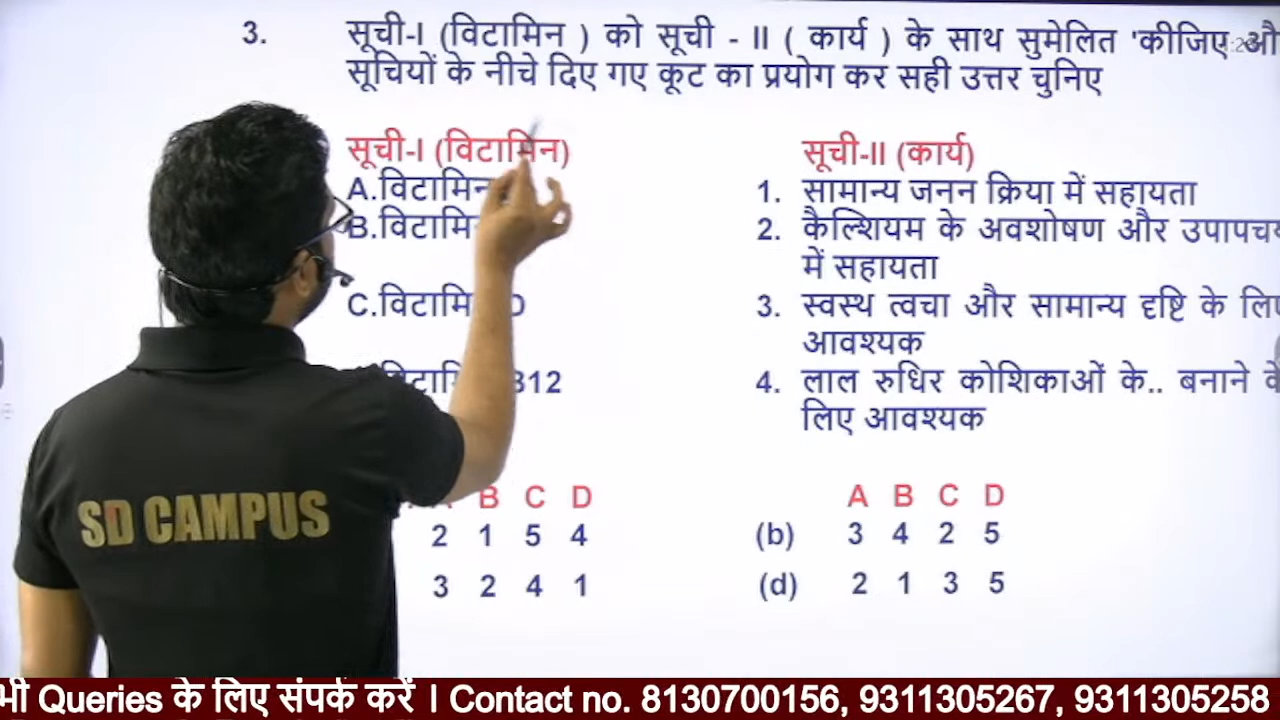 3. सूची-I (विटामिन ) को सूची - II ( कार्य ) के साथ सुमेलित 'कीजिए औ
सूचियों के नीचे दिए गए कूट का प्रयोग कर सही उत्तर चुनिए
सूची-I (विटामिन) सूची-II (कार्य)
A.विटामिन 1. सामान्य जनन क्रिया में सहायता
B.विटामि 2. कैल्शियम के अवशोषण और उपापचय
में सहायता
C.विटामि D 3. स्वस्थ त्वचा और सामान्य दृष्टि के लिए
आवश्यक
B12 4. लाल रुधिर कोशिकाओं के.. बनाने के
लिए आवश्यक
B C D A B C D
2 1 5 4 (b) 3 4 2 5
3 2 4 1 (d) 2 1 3 5
SD CAMPUS
भी Queries के लिए संपर्क करें । Contact no. 8130700156, 9311305267, 9311305258